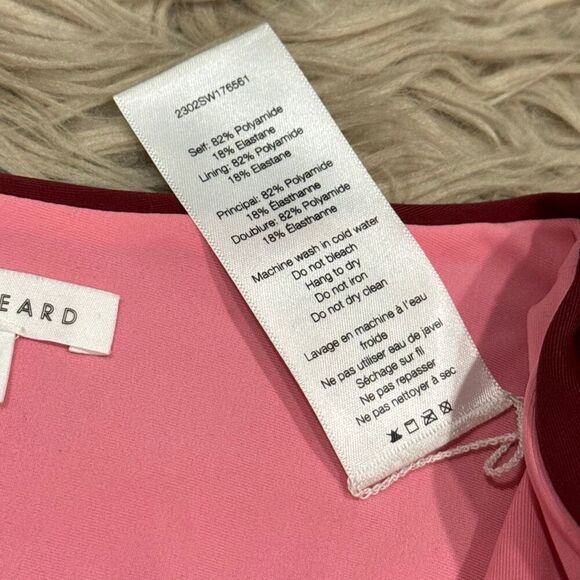 2302SW176561
Self: 82% Polyamide
18% Elastane
Lining: 82% Polyamide
18% Elastane
Principal: 82% Polyamide
18% Élasthanne
Doublure: 82% Polyamide
18% Élasthanne
Machine wash in cold water
Do not bleach
Hang to dry
Do not iron
Do not dry clean
Lavage en machine à l'eau
froide
Ne pas utiliser eau de javel
Séchage sur fil
Ne pas repasser
Ne pas nettoyer à sec
EARD